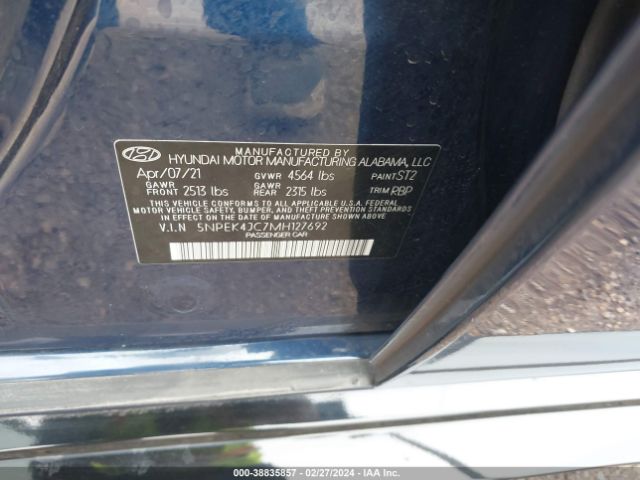 MANUFACTURED BY
HYUNDAI MOTOR MANUFACTURING ALABAMA, LLC
Apr/07/21 GVWR 4564 lbs PAINT ST2
GAWR FRONT 2513 lbs GAWR REAR 2315 lbs TRIM RBP
THIS VEHICLE CONFORMS TO ALL APPLICABLE U.S.A. FEDERAL
MOTOR VEHICLE SAFETY, BUMPER, AND THEFT PREVENTION STANDARDS
IN EFFECT ON THE DATE OF MANUFACTURE SHOWN ABOVE.
V.I.N 5NPEK4JC7MH127692
PASSENGER CAR
000-38835857 - 02/27/2024 - IAA Inc.